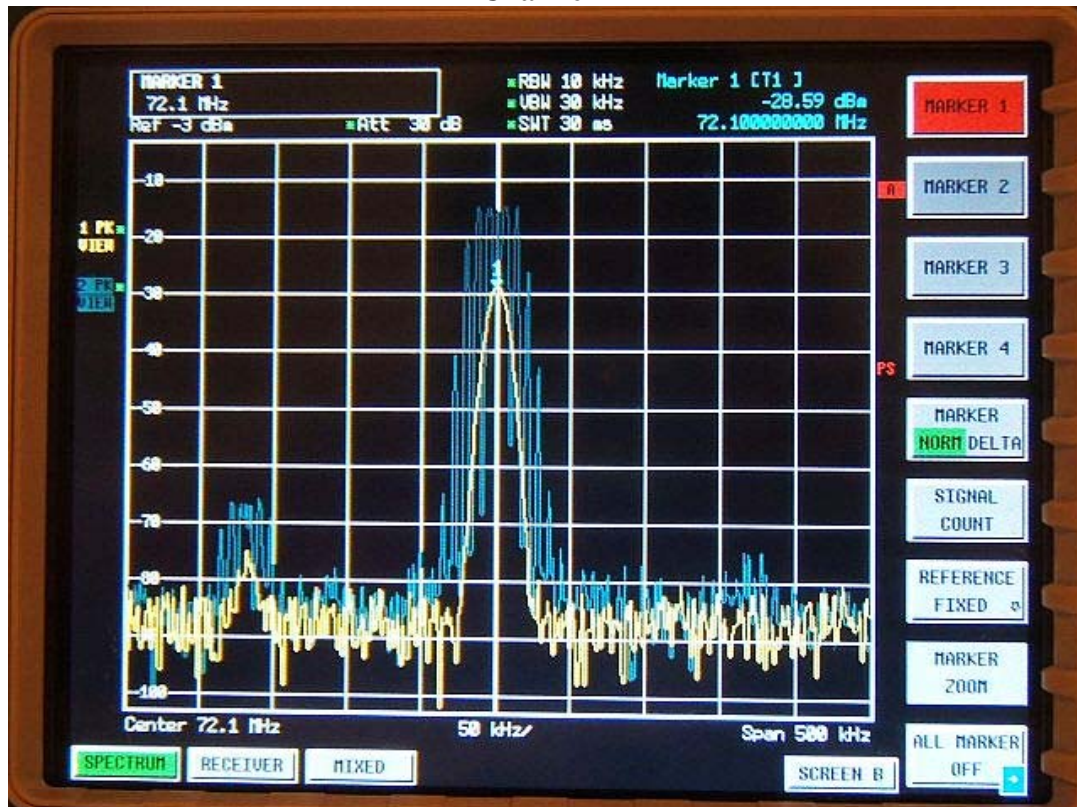 MARKER 1
72.1 MHz
Ref -3 dBm
*Att 30 dB
*RBW 10 kHz
*VBW 30 kHz
*SWT 30 ms
Marker 1 [T1 ]
-28.59 dBm
72.100000000 MHz
-10
-20
-30
-40
-50
-60
-70
-80
-100
1 PK*
VIEW
2 PK*
VIEW
1
A
PS
Center 72.1 MHz
50 kHz/
Span 500 kHz
MARKER 1
MARKER 2
MARKER 3
MARKER 4
MARKER
NORM DELTA
SIGNAL
COUNT
REFERENCE
FIXED
MARKER
ZOOM
ALL MARKER
OFF
SPECTRUM
RECEIVER
MIXED
SCREEN B